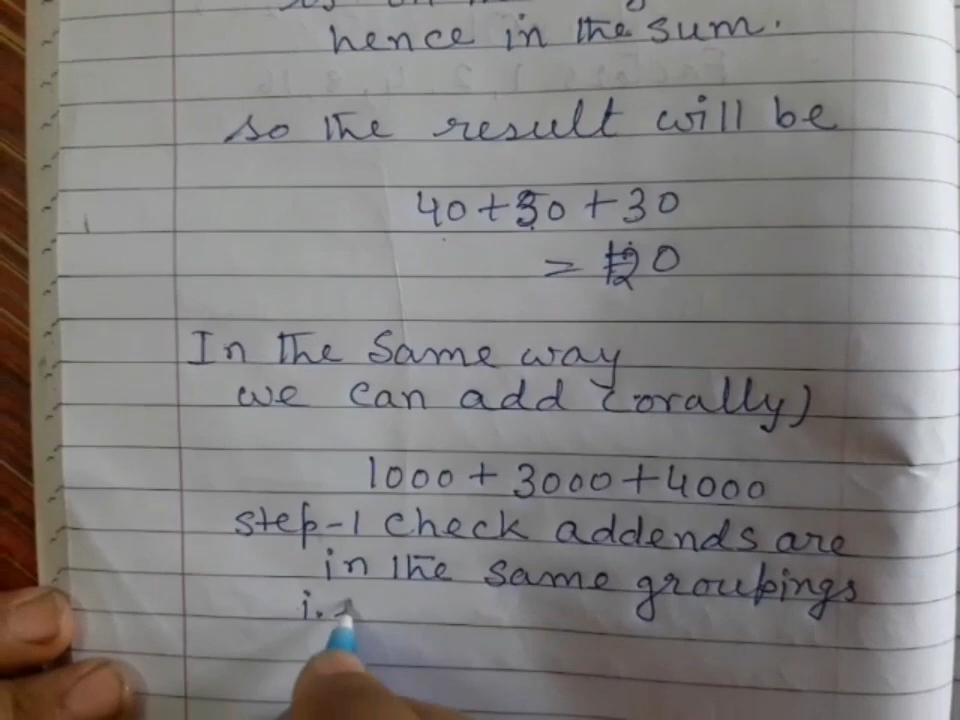 hence in the sum.
so the result will be
40+50+30
= 120
In the same way
we can add (orally)
1000 + 3000 + 4000
step-1 check addends are
in the same groupings
i.